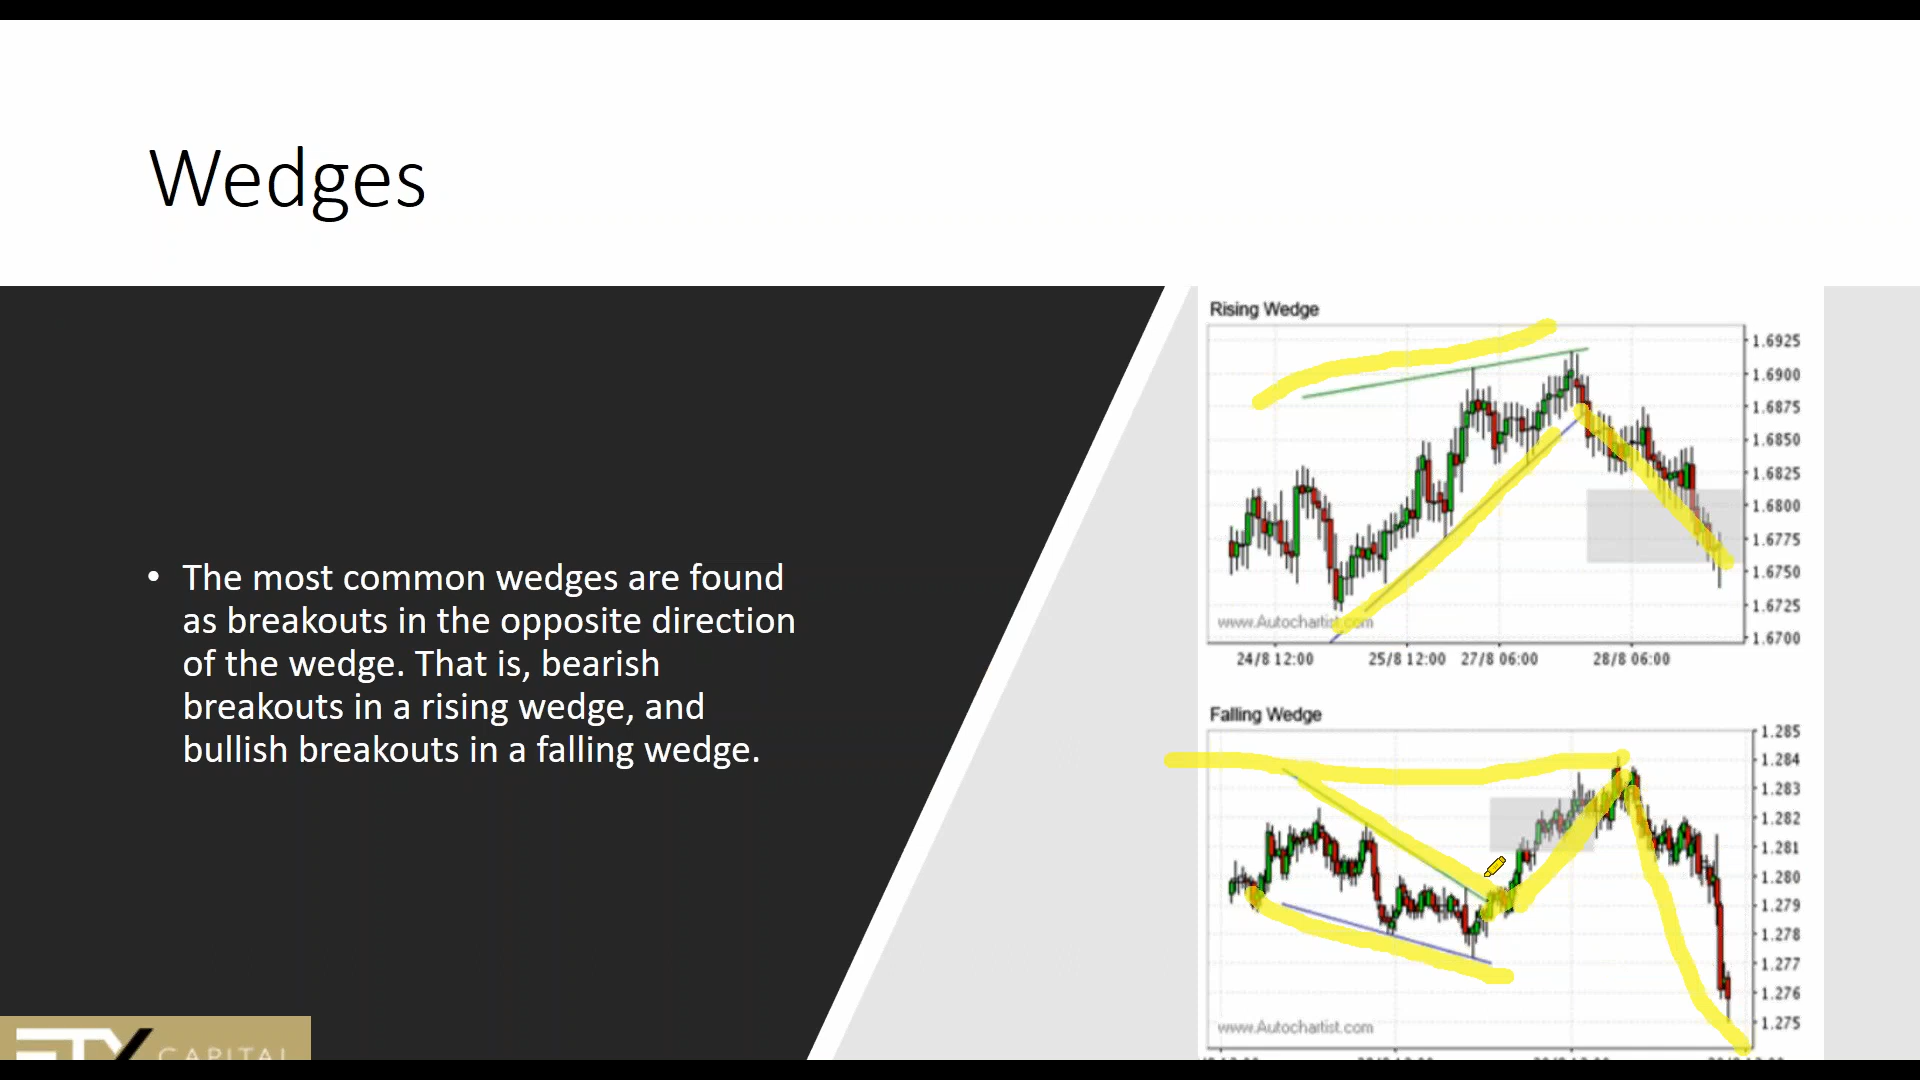 Wedges
• The most common wedges are found
as breakouts in the opposite direction
of the wedge. That is, bearish
breakouts in a rising wedge, and
bullish breakouts in a falling wedge.
Rising Wedge
1.6925
1.6900
1.6875
1.6850
1.6825
1.6800
1.6775
1.6750
1.6725
1.6700
www.Autochartist.com
24/8 12:00 25/8 12:00 27/8 06:00 28/8 06:00
Falling Wedge
1.285
1.284
1.283
1.282
1.281
1.280
1.279
1.278
1.277
1.276
1.275
www.Autochartist.com
CAPITAL